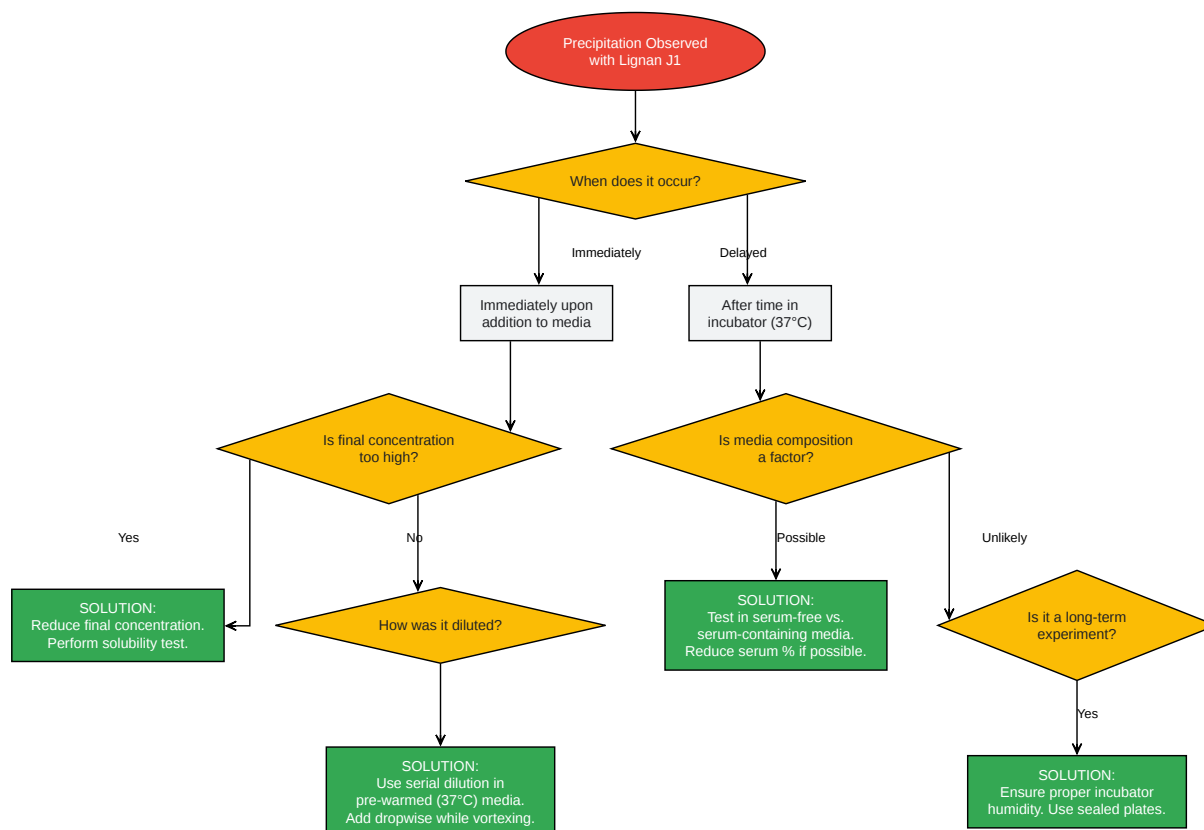 Precipitation Observed
with Lignan J1
When does it occur?
Immediately
Delayed
Immediately upon
addition to media
After time in
incubator (37°C)
Is final concentration
too high?
Is media composition
a factor?
Yes
No
Possible
Unlikely
SOLUTION:
Reduce final concentration.
Perform solubility test.
How was it diluted?
SOLUTION:
Test in serum-free vs.
serum-containing media.
Reduce serum % if possible.
Is it a long-term
experiment?
Yes
SOLUTION:
Use serial dilution in
pre-warmed (37°C) media.
Add dropwise while vortexing.
SOLUTION:
Ensure proper incubator
humidity. Use sealed plates.